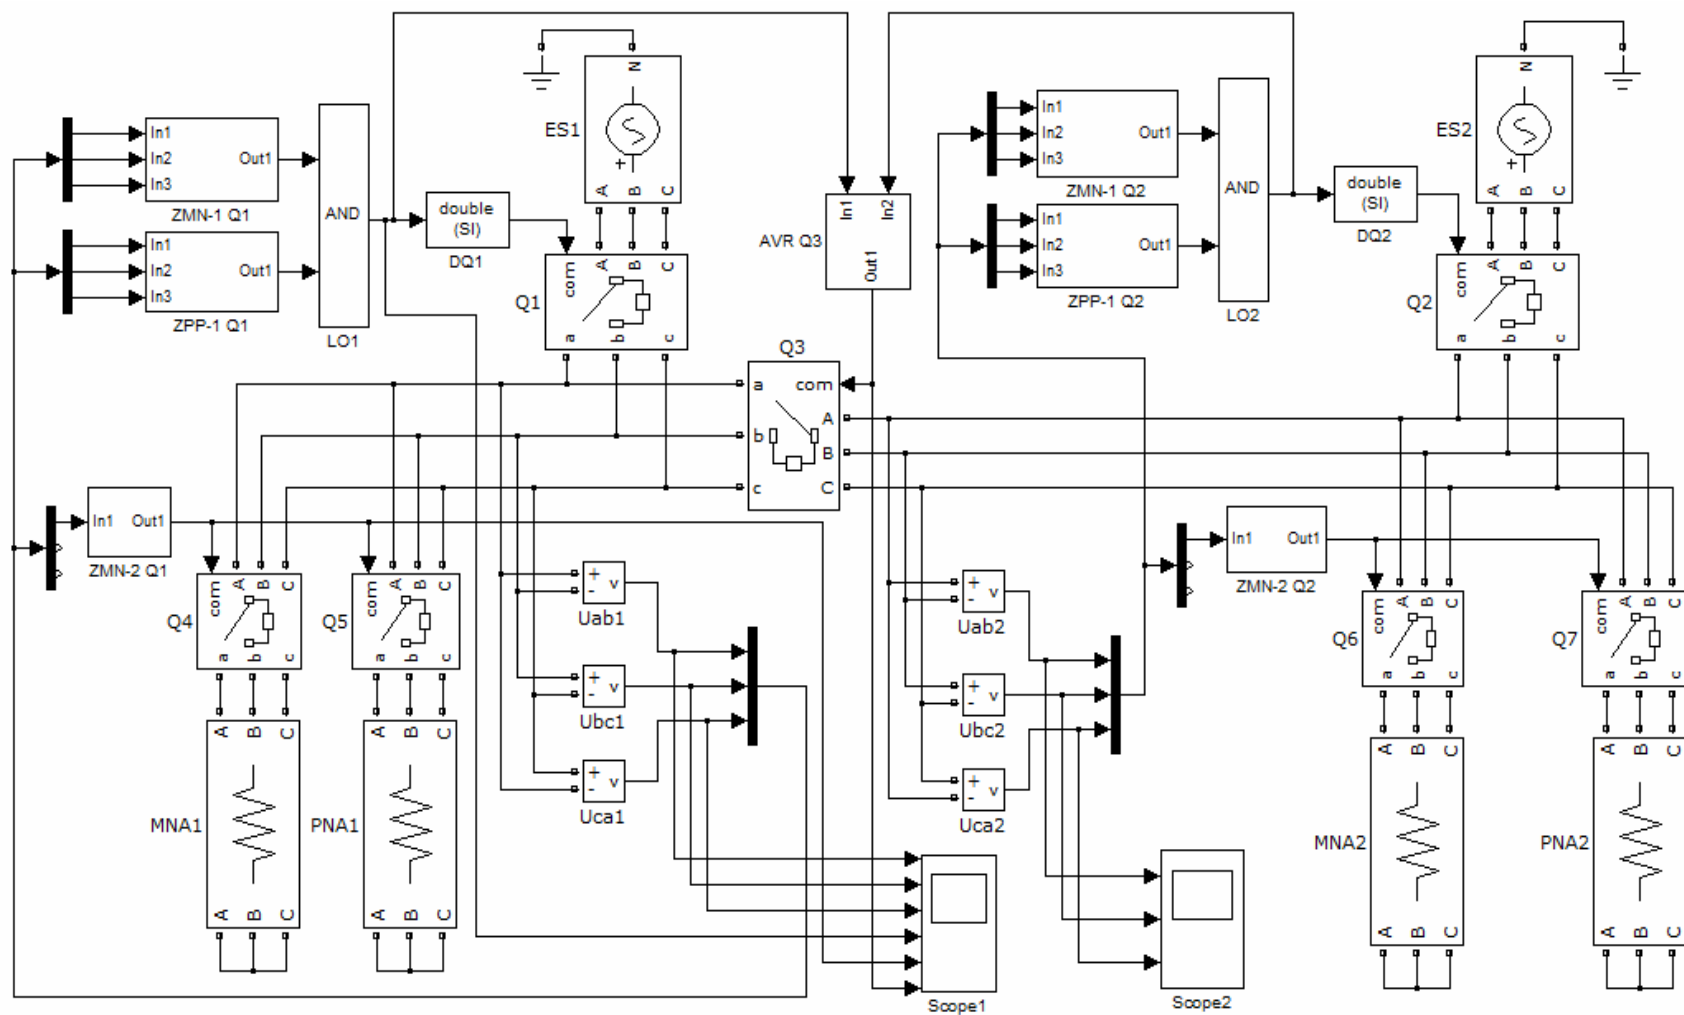 N
ES1
+
A B C
In1
In2
In3
Out1
ZMN-1 Q1
In1
In2
In3
Out1
ZPP-1 Q1
AND
LO1
double
(SI)
DQ1
com A B C
Q1
a b c
In1 In2
AVR Q3
Out1
In1
In2
In3
Out1
ZMN-1 Q2
In1
In2
In3
Out1
ZPP-1 Q2
AND
LO2
double
(SI)
DQ2
N
ES2
+
A B C
com A B C
Q2
a b c
Q3
a com
A
b
B
c C
In1 Out1
ZMN-2 Q1
com A B C
Q4
a b c
com A B C
Q5
a b c
+
- v
Uab1
+
- v
Ubc1
+
- v
Uca1
+
- v
Uab2
+
- v
Ubc2
+
- v
Uca2
In1 Out1
ZMN-2 Q2
com A B C
Q6
a b c
com A B C
Q7
a b c
A B C
MNA1
A B C
A B C
PNA1
A B C
A B C
MNA2
A B C
A B C
PNA2
A B C
Scope1
Scope2